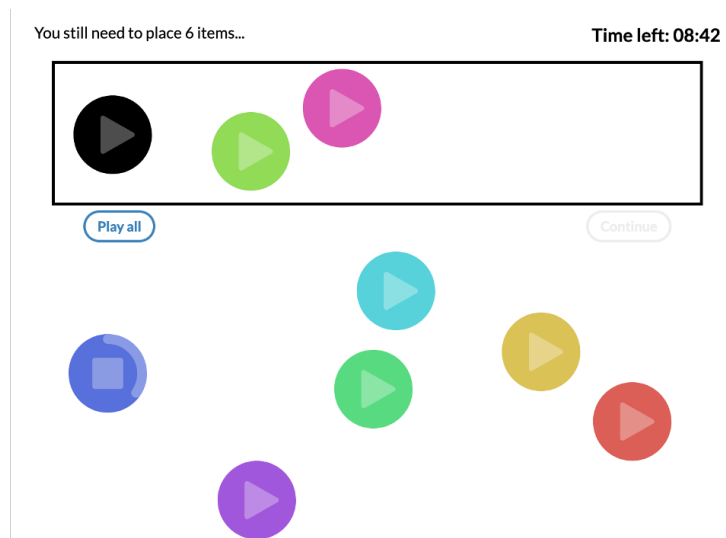 You still need to place 6 items...
Time left: 08:42
Play all
Continue